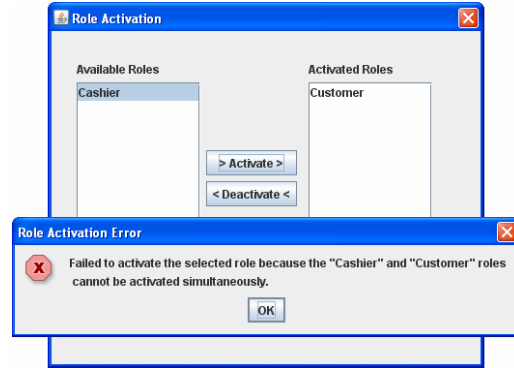 Role Activation
Available Roles
Activated Roles
Cashier
Customer
> Activate >
< Deactivate <
Role Activation Error
Failed to activate the selected role because the "Cashier" and "Customer" roles
cannot be activated simultaneously.
OK